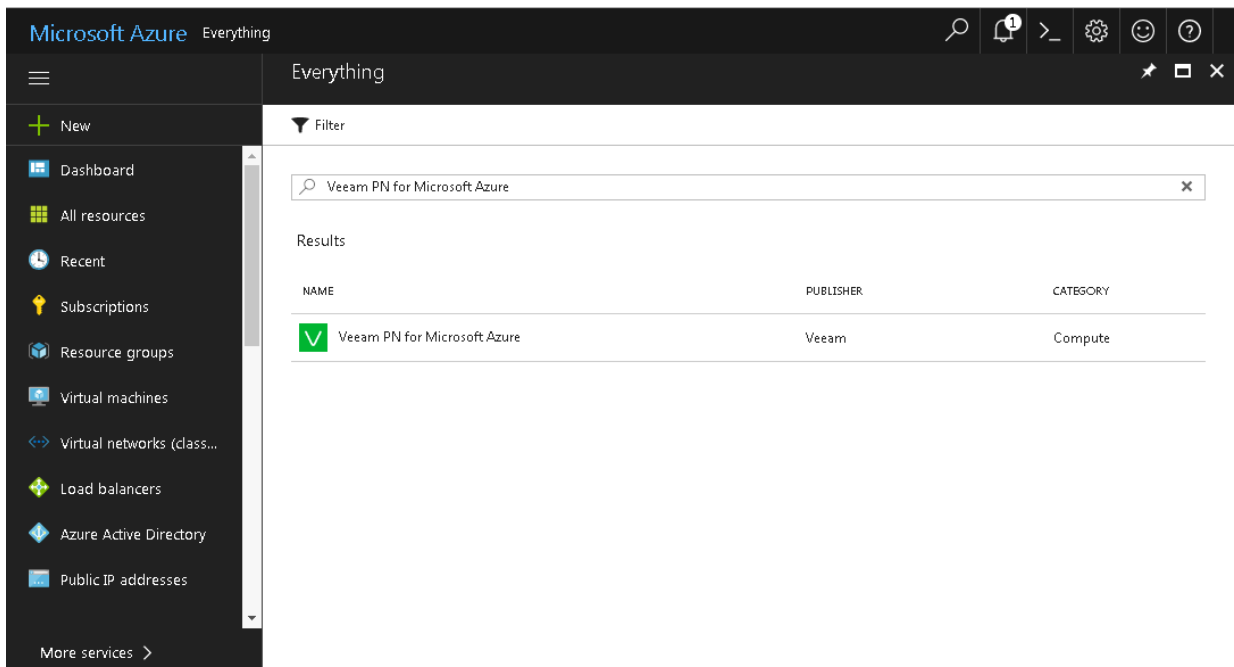 Microsoft Azure Everything
1
Everything
New
Filter
Dashboard
Veeam PN for Microsoft Azure
All resources
Results
Recent
NAME PUBLISHER CATEGORY
Subscriptions
Veeam PN for Microsoft Azure Veeam Compute
Resource groups
Virtual machines
Virtual networks (class...
Load balancers
Azure Active Directory
Public IP addresses
More services